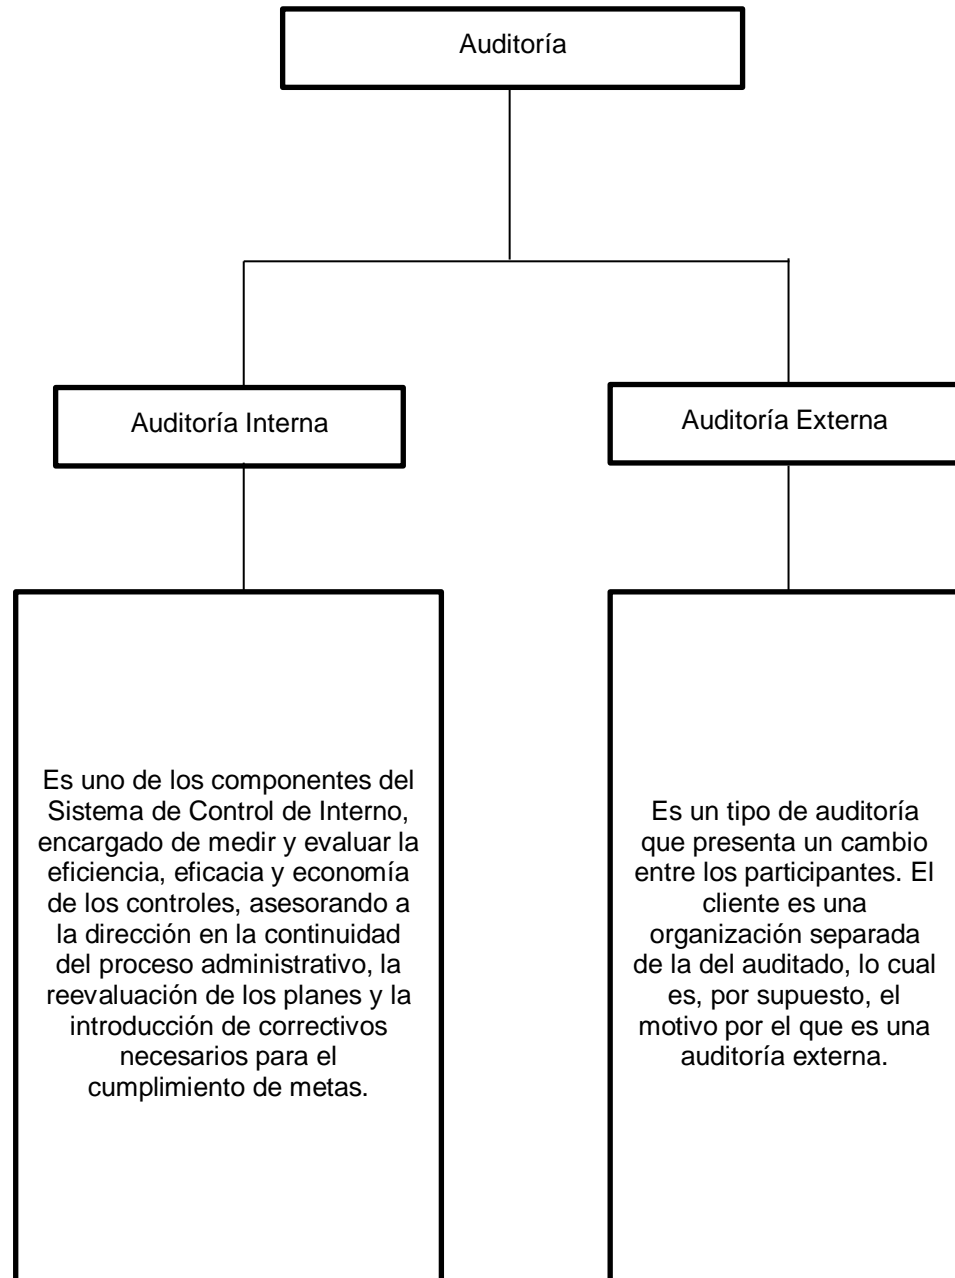 Auditoría
Auditoría Interna
Auditoría Externa
Es uno de los componentes del
Sistema de Control de Interno,
encargado de medir y evaluar la
eficiencia, eficacia y economía
de los controles, asesorando a
la dirección en la continuidad
del proceso administrativo, la
reevaluación de los planes y la
introducción de correctivos
necesarios para el
cumplimiento de metas.
Es un tipo de auditoría
que presenta un cambio
entre los participantes. El
cliente es una
organización separada
de la del auditado, lo cual
es, por supuesto, el
motivo por el que es una
auditoría externa.